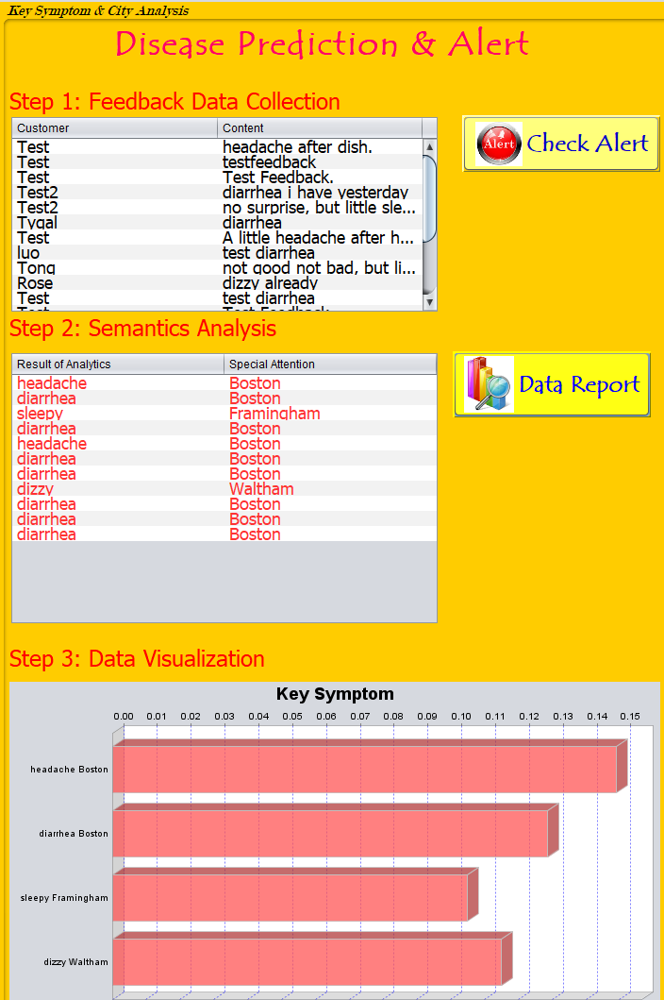 Key Symptom & City Analysis
Disease Prediction & Alert
Step 1: Feedback Data Collection
Customer Content
Test headache after dish.
Test testfeedback
Test Test Feedback.
Test2 diarrhea i have yesterday
Test2 no surprise, but little sle...
Tygal diarrhea
Test A little headache after h...
luo test diarrhea
Tong not good not bad, but li...
Rose dizzy already
Test test diarrhea
Test Test Feedback
Alert Check Alert
Step 2: Semantics Analysis
Result of Analytics Special Attention
headache Boston
diarrhea Boston
sleepy Framingham
diarrhea Boston
headache Boston
diarrhea Boston
diarrhea Boston
dizzy Waltham
diarrhea Boston
diarrhea Boston
diarrhea Boston
Data Report
Step 3: Data Visualization
Key Symptom
0.00 0.01 0.02 0.03 0.04 0.05 0.06 0.07 0.08 0.09 0.10 0.11 0.12 0.13 0.14 0.15
headache Boston
diarrhea Boston
sleepy Framingham
dizzy Waltham